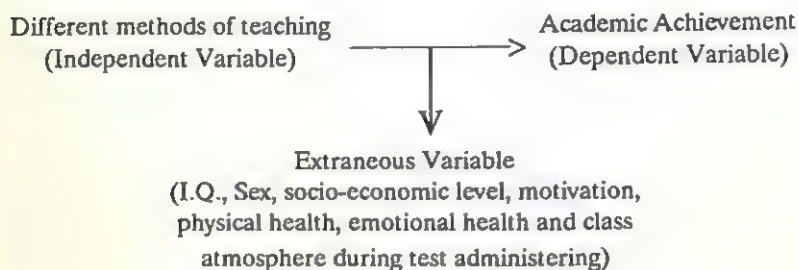 Different methods of teaching
(Independent Variable)
Academic Achievement
(Dependent Variable)
Extraneous Variable
(I.Q., Sex, socio-economic level, motivation,
physical health, emotional health and class
atmosphere during test administering)